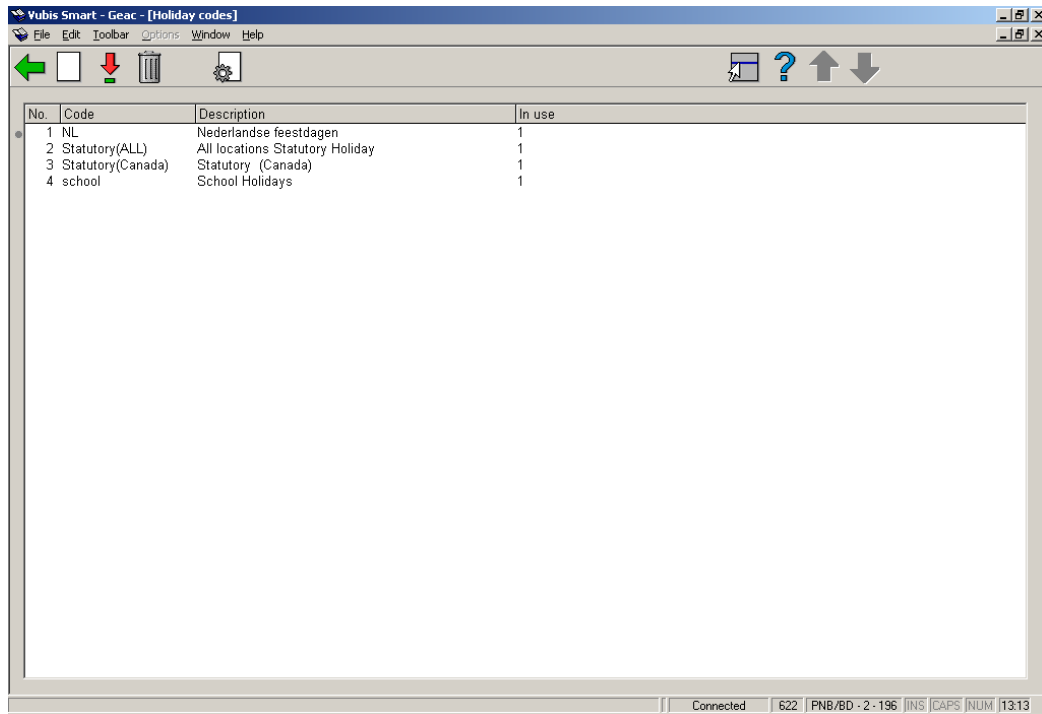 Vubis Smart - Geac - [Holiday codes]
File Edit Toolbar Options Window Help
No. Code Description In use
1 NL Nederlandse feestdagen 1
2 Statutory(ALL) All locations Statutory Holiday 1
3 Statutory(Canada) Statutory (Canada) 1
4 school School Holidays 1
Connected 622 PNB/BD - 2 - 196 INS CAPS NUM 13:13